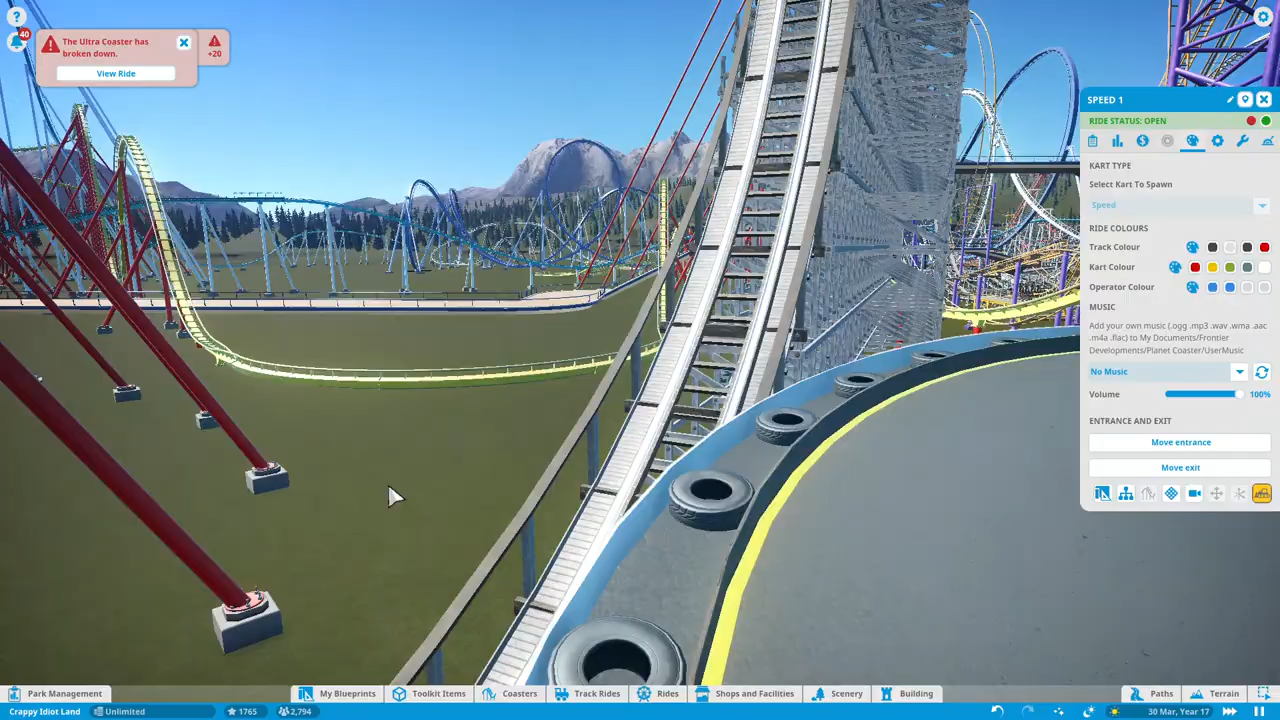 ?
40
The Ultra Coaster has
broken down.
View Ride
+20
SPEED 1
RIDE STATUS: OPEN
KART TYPE
Select Kart To Spawn
Speed
RIDE COLOURS
Track Colour
Kart Colour
Operator Colour
MUSIC
Add your own music (.ogg .mp3 .wav .wma .aac
.m4a .flac) to My Documents/Frontier
Developments/Planet Coaster/UserMusic
No Music
Volume 100%
ENTRANCE AND EXIT
Move entrance
Move exit
Park Management My Blueprints Toolkit Items Coasters Track Rides Rides Shops and Facilities Scenery Building Paths Terrain
Crappy Idiot Land Unlimited 1765 2,794 30 Mar, Year 17